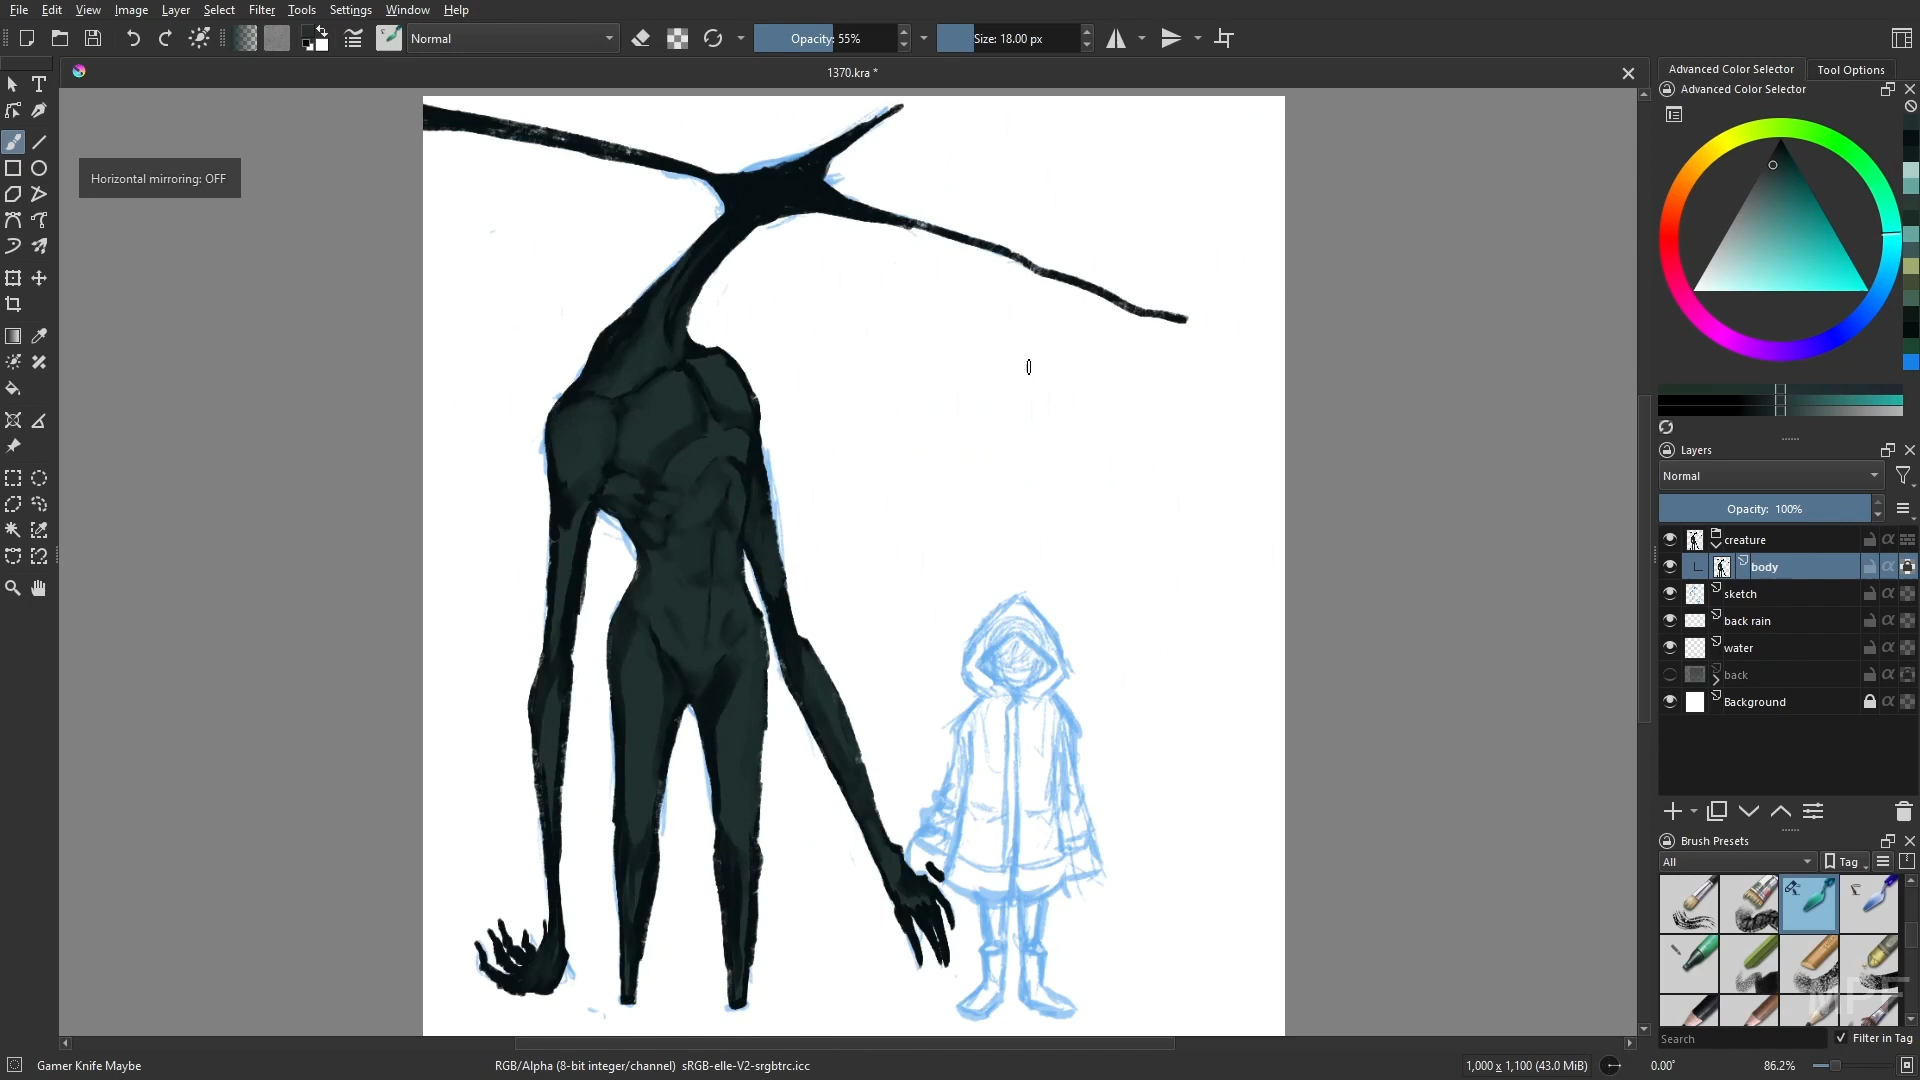 File Edit View Image Layer Select Filter Tools Settings Window Help
Normal Opacity: 55% Size: 18.00 px
1370.kra *
Horizontal mirroring: OFF
Advanced Color Selector Tool Options
Advanced Color Selector
Layers
Normal
Opacity: 100%
creature
body
sketch
back rain
water
back
Background
Brush Presets
All Tag
Search Filter in Tag
Gamer Knife Maybe RGB/Alpha (8-bit integer/channel) sRGB-elle-V2-srgbtrc.icc 1,000 x 1,100 (43.0 MiB) 0.00° 86.2%